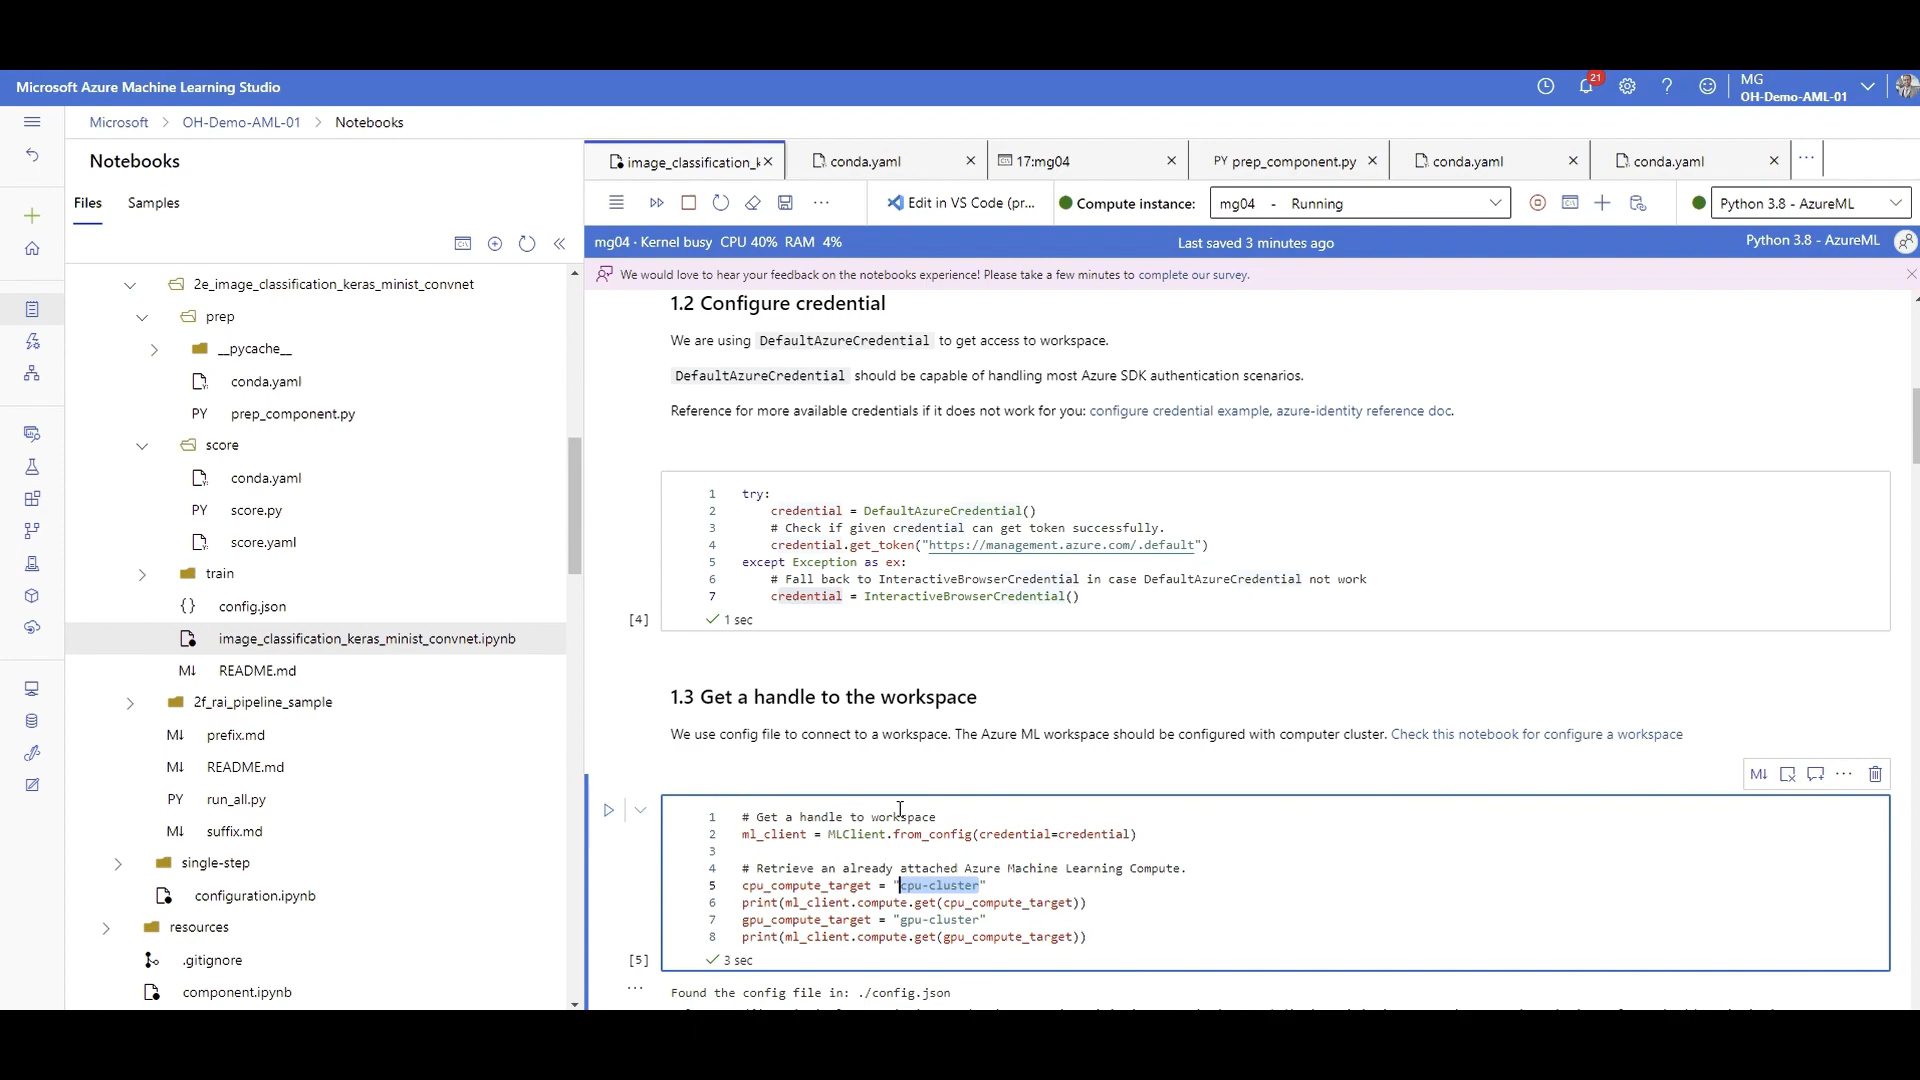 Microsoft Azure Machine Learning Studio
21
MG
OH-Demo-AML-01
Microsoft > OH-Demo-AML-01 > Notebooks
Notebooks
Files Samples
2e_image_classification_keras_minist_convnet
prep
__pycache__
conda.yaml
PY prep_component.py
score
conda.yaml
PY score.py
score.yaml
train
{} config.json
image_classification_keras_minist_convnet.ipynb
M↓ README.md
2f_rai_pipeline_sample
M↓ prefix.md
M↓ README.md
PY run_all.py
M↓ suffix.md
single-step
configuration.ipynb
resources
.gitignore
component.ipynb
image_classification_k
conda.yaml
17:mg04
PY prep_component.py
conda.yaml
conda.yaml
Edit in VS Code (pr...
Compute instance:
mg04 - Running
Python 3.8 - AzureML
mg04 · Kernel busy CPU 40% RAM 4%
Last saved 3 minutes ago
Python 3.8 - AzureML
We would love to hear your feedback on the notebooks experience! Please take a few minutes to complete our survey.
1.2 Configure credential
We are using DefaultAzureCredential to get access to workspace.
DefaultAzureCredential should be capable of handling most Azure SDK authentication scenarios.
Reference for more available credentials if it does not work for you: configure credential example, azure-identity reference doc.
1 try:
2 credential = DefaultAzureCredential()
3 # Check if given credential can get token successfully.
4 credential.get_token("https://management.azure.com/.default")
5 except Exception as ex:
6 # Fall back to InteractiveBrowserCredential in case DefaultAzureCredential not work
7 credential = InteractiveBrowserCredential()
[4] 1 sec
1.3 Get a handle to the workspace
We use config file to connect to a workspace. The Azure ML workspace should be configured with computer cluster. Check this notebook for configure a workspace
M↓
1 # Get a handle to workspace
2 ml_client = MLClient.from_config(credential=credential)
3
4 # Retrieve an already attached Azure Machine Learning Compute.
5 cpu_compute_target = "cpu-cluster"
6 print(ml_client.compute.get(cpu_compute_target))
7 gpu_compute_target = "gpu-cluster"
8 print(ml_client.compute.get(gpu_compute_target))
[5] 3 sec
Found the config file in: ./config.json